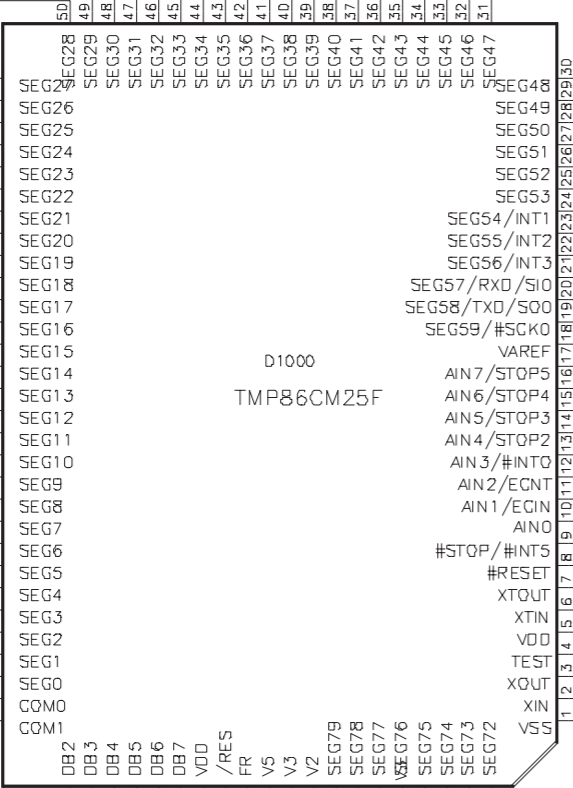 50 49 48 47 46 45 44 43 42 41 40 39 38 37 36 35 34 33 32 31
SEG28 SEG29 SEG30 SEG31 SEG32 SEG33 SEG34 SEG35 SEG36 SEG37 SEG38 SEG39 SEG40 SEG41 SEG42 SEG43 SEG44 SEG45 SEG46 SEG47
SEG27 SEG48 30
SEG26 SEG49 29
SEG25 SEG50 28
SEG24 SEG51 27
SEG23 SEG52 26
SEG22 SEG53 25
SEG21 SEG54/INT1 24
SEG20 SEG55/INT2 23
SEG19 SEG56/INT3 22
SEG18 SEG57/RXD/SI0 21
SEG17 SEG58/TXD/SO0 20
SEG16 SEG59/#SCK0 19
SEG15 VAREF 18
D1000
SEG14 AIN7/STOP5 17
SEG13 TMP86CM25F AIN6/STOP4 16
SEG12 AIN5/STOP3 15
SEG11 AIN4/STOP2 14
SEG10 AIN3/#INT0 13
SEG9 AIN2/ECNT 12
SEG8 AIN1/ECIN 11
SEG7 AIN0 10
SEG6 #STOP/#INT5 9
SEG5 #RESET 8
SEG4 XTOUT 7
SEG3 XTIN 6
SEG2 VDD 5
SEG1 TEST 4
SEG0 XOUT 3
COM0 XIN 2
COM1 VSS 1
DB2 DB3 DB4 DB5 DB6 DB7 VDD /RES FR V5 V3 V2 SEG79 SEG78 SEG77 SEG76 SEG75 SEG74 SEG73 SEG72